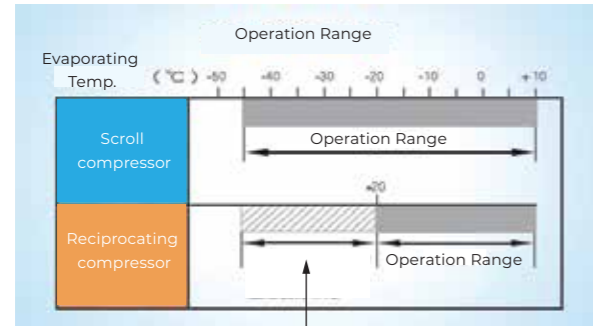 Operation Range
Evaporating
Temp.
(°C) -50 -40 -30 -20 -10 0 +10
Scroll
compressor
Operation Range
-20
Reciprocating
compressor
Operation Range